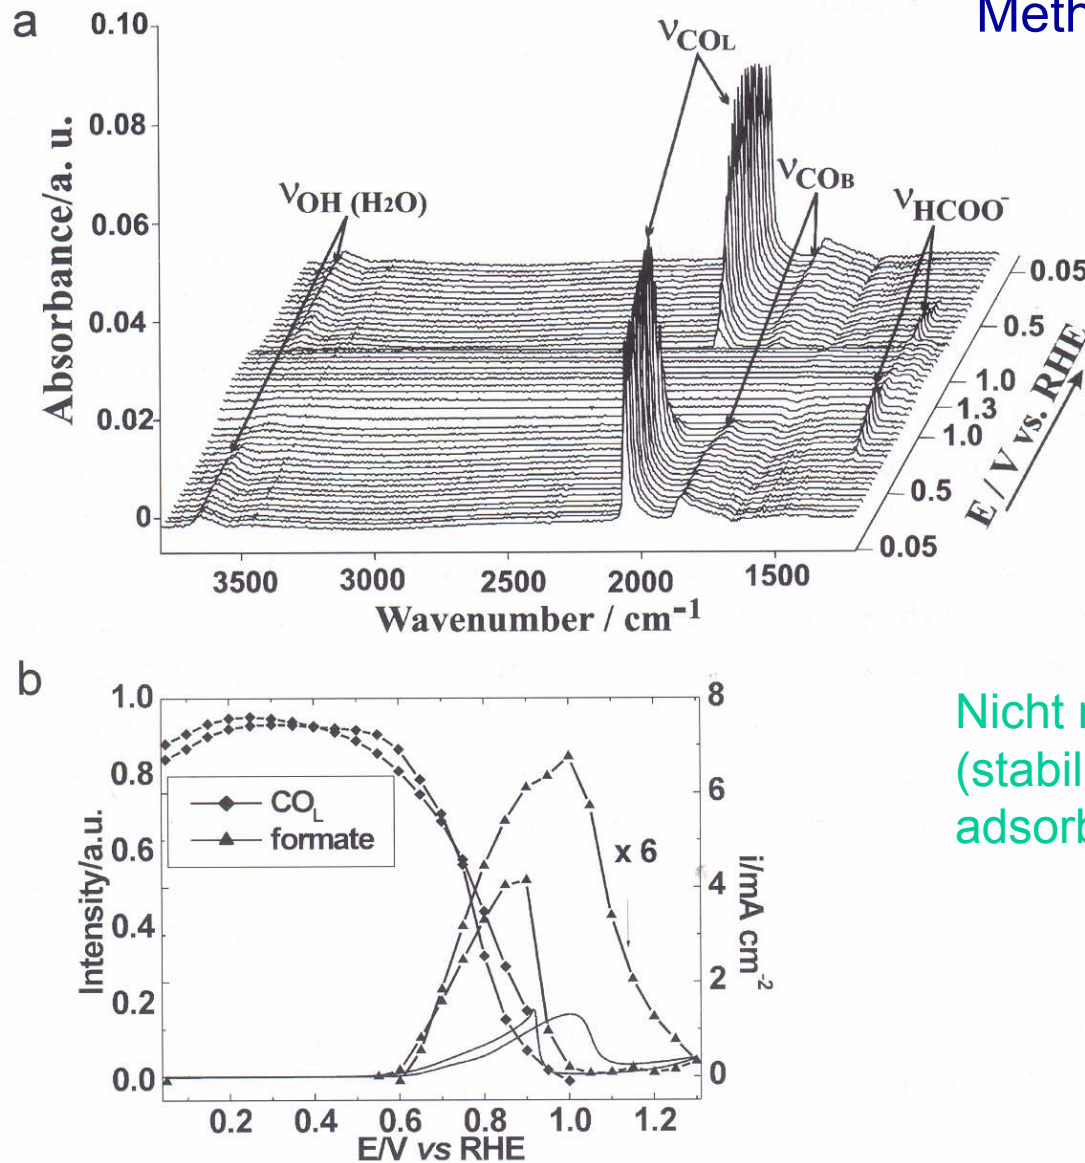 a
Meth
0.10
0.08
0.06
0.04
0.02
0
Absorbance/a. u.
νCOL
νCOB
νOH (H2O)
νHCOO-
0.05
0.5
1.0
1.3
1.0
0.5
0.05
E / V vs. RHE
3500 3000 2500 2000 1500
Wavenumber / cm-1
b
1.0
0.8
0.6
0.4
0.2
0.0
Intensity/a.u.
COL
formate
x 6
8
6
4
2
0
i/mA cm-2
0.2 0.4 0.6 0.8 1.0 1.2
E/V vs RHE
Nicht
(stabil
adsorb